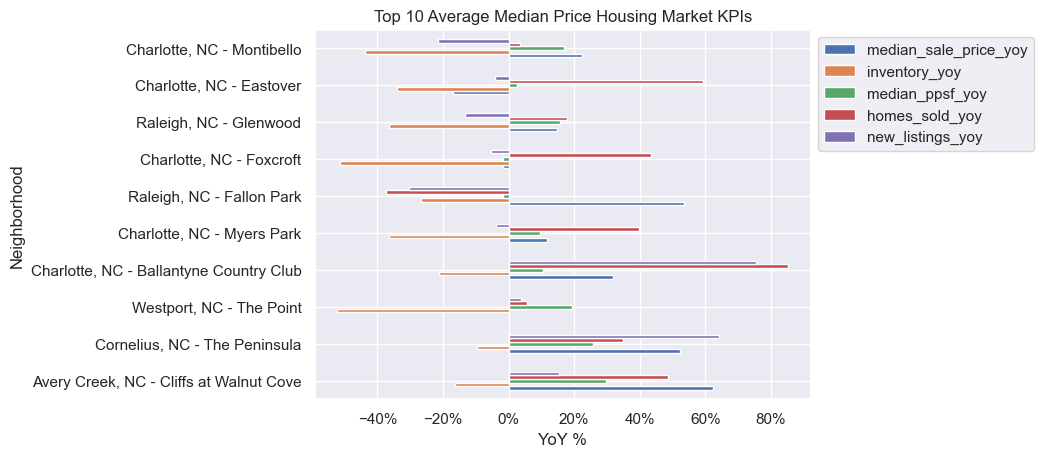 Top 10 Average Median Price Housing Market KPIs
Charlotte, NC - Montibello
Charlotte, NC - Eastover
Raleigh, NC - Glenwood
Charlotte, NC - Foxcroft
Raleigh, NC - Fallon Park
Charlotte, NC - Myers Park
Charlotte, NC - Ballantyne Country Club
Westport, NC - The Point
Cornelius, NC - The Peninsula
Avery Creek, NC - Cliffs at Walnut Cove
Neighborhood
−40% −20% 0% 20% 40% 60% 80%
YoY %
median_sale_price_yoy
inventory_yoy
median_ppsf_yoy
homes_sold_yoy
new_listings_yoy